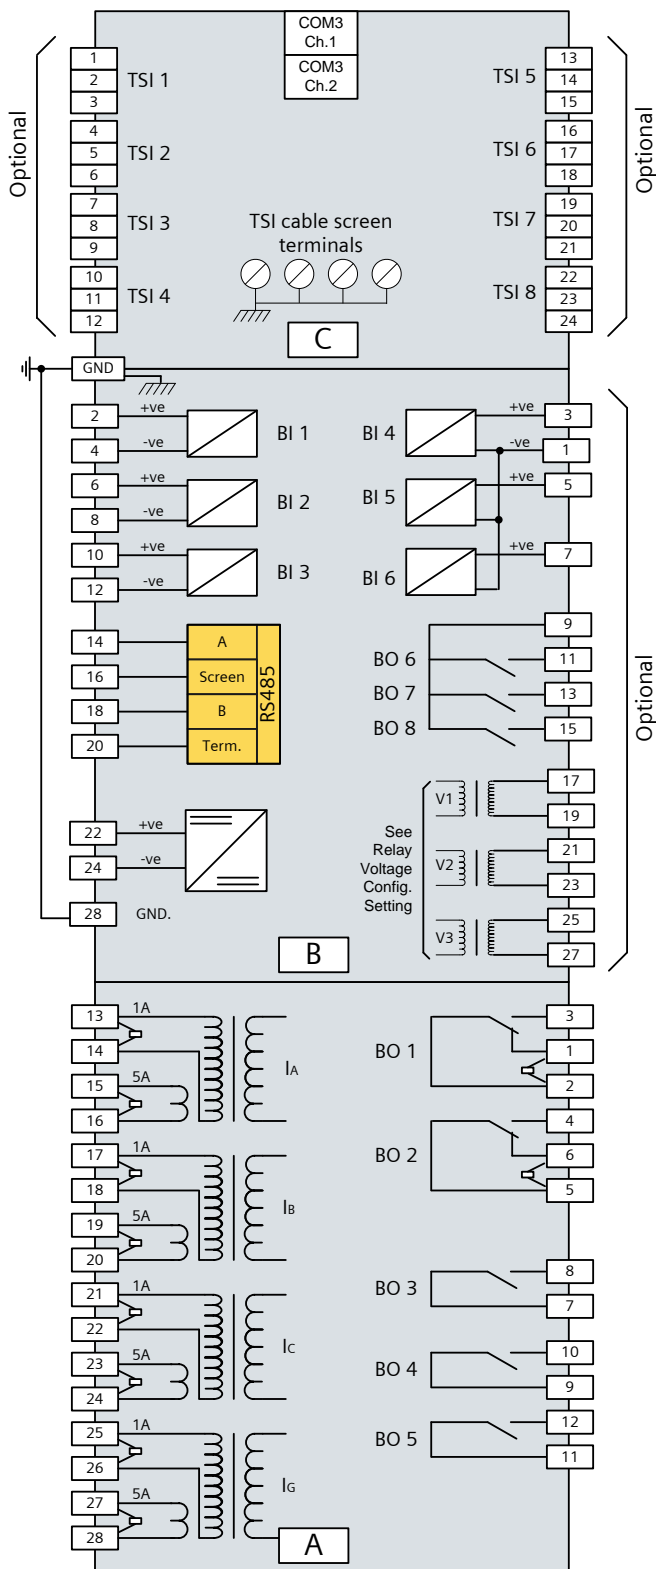 COM3
Ch.1
COM3
Ch.2
Optional
1
2
3
TSI 1
4
5
6
TSI 2
7
8
9
TSI 3
10
11
12
TSI 4
TSI 5
13
14
15
TSI 6
16
17
18
TSI 7
19
20
21
TSI 8
22
23
24
Optional
TSI cable screen
terminals
C
GND
2 +ve
4 -ve
BI 1
6 +ve
8 -ve
BI 2
10 +ve
12 -ve
BI 3
14 A
16 Screen
18 B
20 Term.
RS485
22 +ve
24 -ve
28 GND.
BI 4 +ve 3
-ve 1
BI 5 +ve 5
BI 6 +ve 7
9
BO 6 11
BO 7 13
BO 8 15
Optional
See
Relay
Voltage
Config.
Setting
V1 17
19
V2 21
23
V3 25
27
B
13 1A
14
15 5A
16
IA
17 1A
18
19 5A
20
IB
21 1A
22
23 5A
24
IC
25 1A
26
27 5A
28
IG
BO 1
3
1
2
BO 2
4
6
5
BO 3
8
7
BO 4
10
9
BO 5
12
11
A